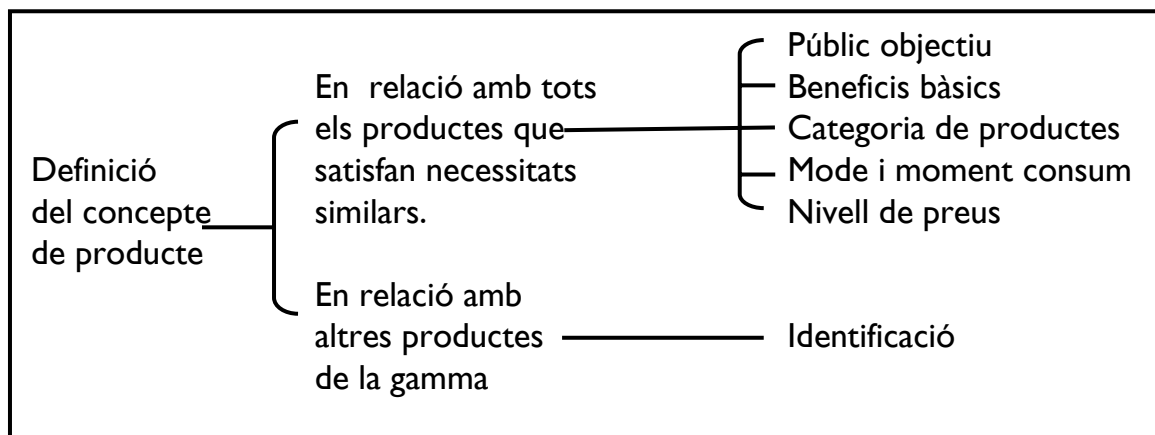 Definició
del concepte
de producte
En relació amb tots
els productes que
satisfan necessitats
similars.
Públic objectiu
Beneficis bàsics
Categoria de productes
Mode i moment consum
Nivell de preus
En relació amb
altres productes
de la gamma
Identificació